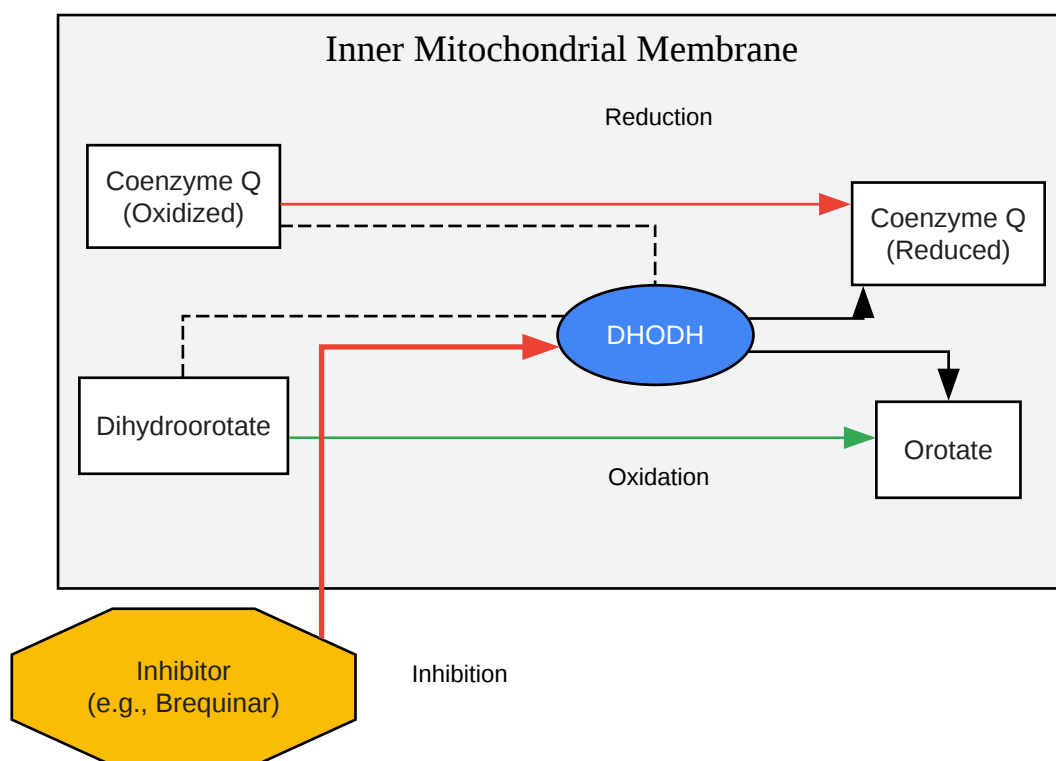 Inner Mitochondrial Membrane
Reduction
Coenzyme Q
(Oxidized)
Coenzyme Q
(Reduced)
DHODH
Dihydroorotate
Orotate
Oxidation
Inhibitor
(e.g., Brequinar)
Inhibition